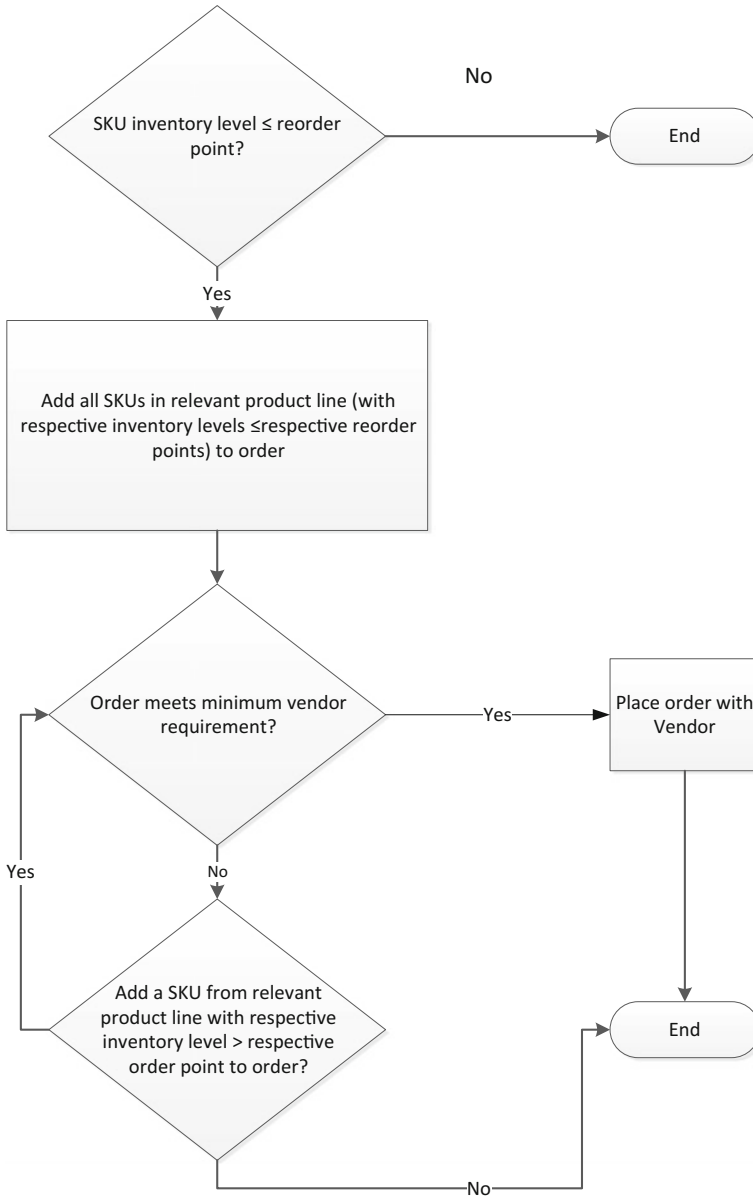 No
SKU inventory level ≤ reorder
point?
End
Yes
Add all SKUs in relevant product line (with
respective inventory levels ≤respective reorder
points) to order
Order meets minimum vendor
requirement?
Yes
Place order with
Vendor
Yes
No
Add a SKU from relevant
product line with respective
inventory level > respective
order point to order?
End
No